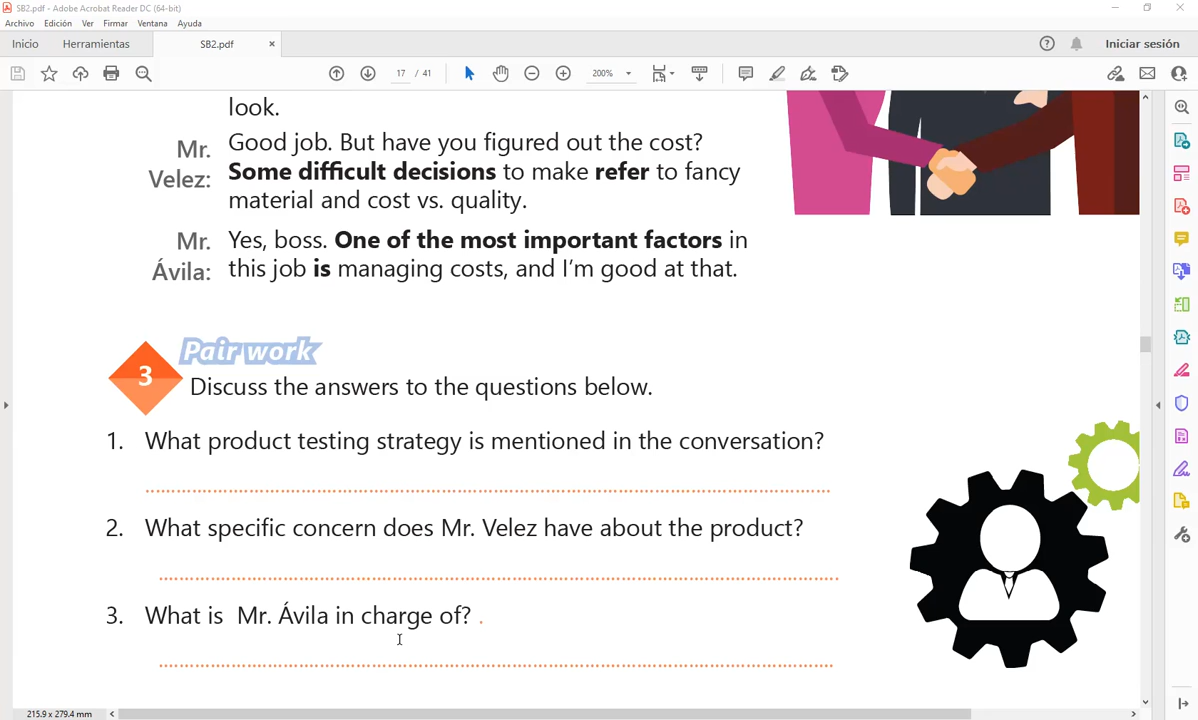 SB2.pdf - Adobe Acrobat Reader DC (64-bit)
Archivo Edición Ver Firmar Ventana Ayuda
Inicio Herramientas SB2.pdf × Iniciar sesión
17 / 41 200%
look.
Mr. Velez: Good job. But have you figured out the cost?
Some difficult decisions to make refer to fancy
material and cost vs. quality.
Mr. Ávila: Yes, boss. One of the most important factors in
this job is managing costs, and I'm good at that.
Pair work
3 Discuss the answers to the questions below.
1. What product testing strategy is mentioned in the conversation?
2. What specific concern does Mr. Velez have about the product?
3. What is Mr. Ávila in charge of? .
215.9 x 279.4 mm